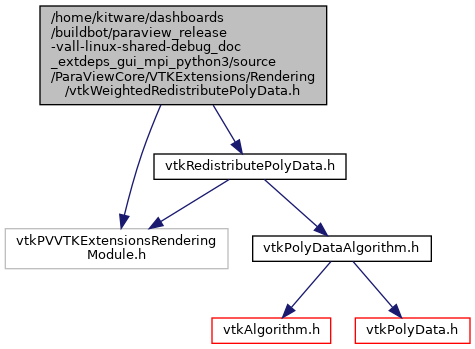 /home/kitware/dashboards
/buildbot/paraview_release
-vall-linux-shared-debug_doc
_extdeps_gui_mpi_python3/source
/ParaViewCore/VTKExtensions/Rendering
/vtkWeightedRedistributePolyData.h
vtkRedistributePolyData.h
vtkPVVTKExtensionsRendering
Module.h
vtkPolyDataAlgorithm.h
vtkAlgorithm.h
vtkPolyData.h